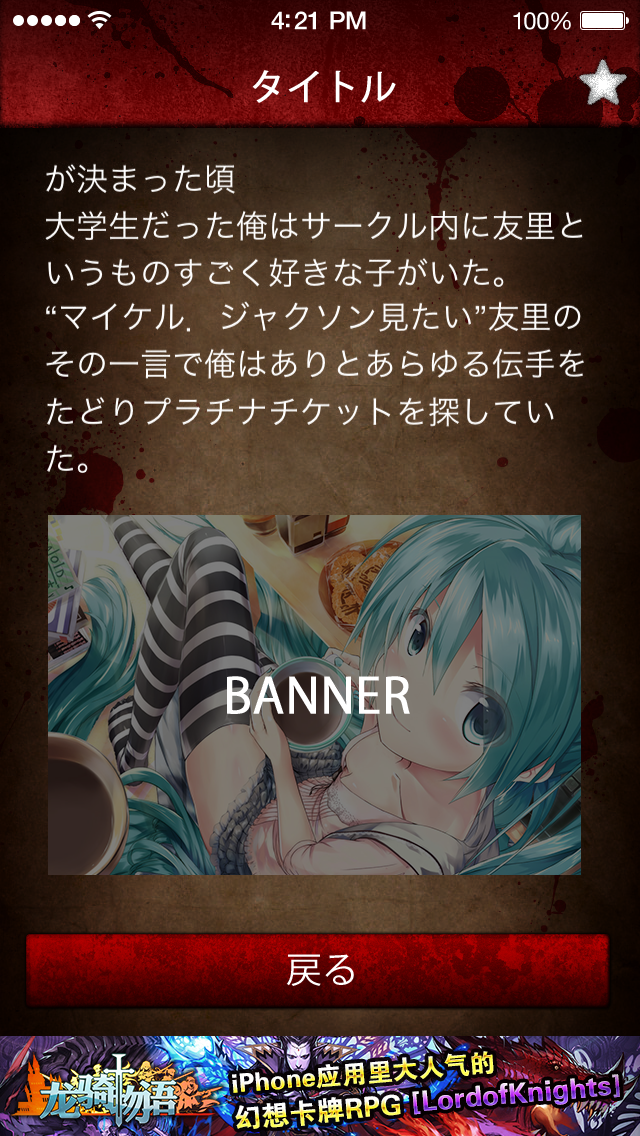 4:21 PM
100%
タイトル
が決まった頃
大学生だった俺はサークル内に友里と
いうものすごく好きな子がいた。
“マイケル．ジャクソン見たい”友里の
その一言で俺はありとあらゆる伝手を
たどりプラチナチケットを探してい
た。
BANNER
戻る
龙骑物语
iPhone应用里大人气的
幻想卡牌RPG [LordofKnights]